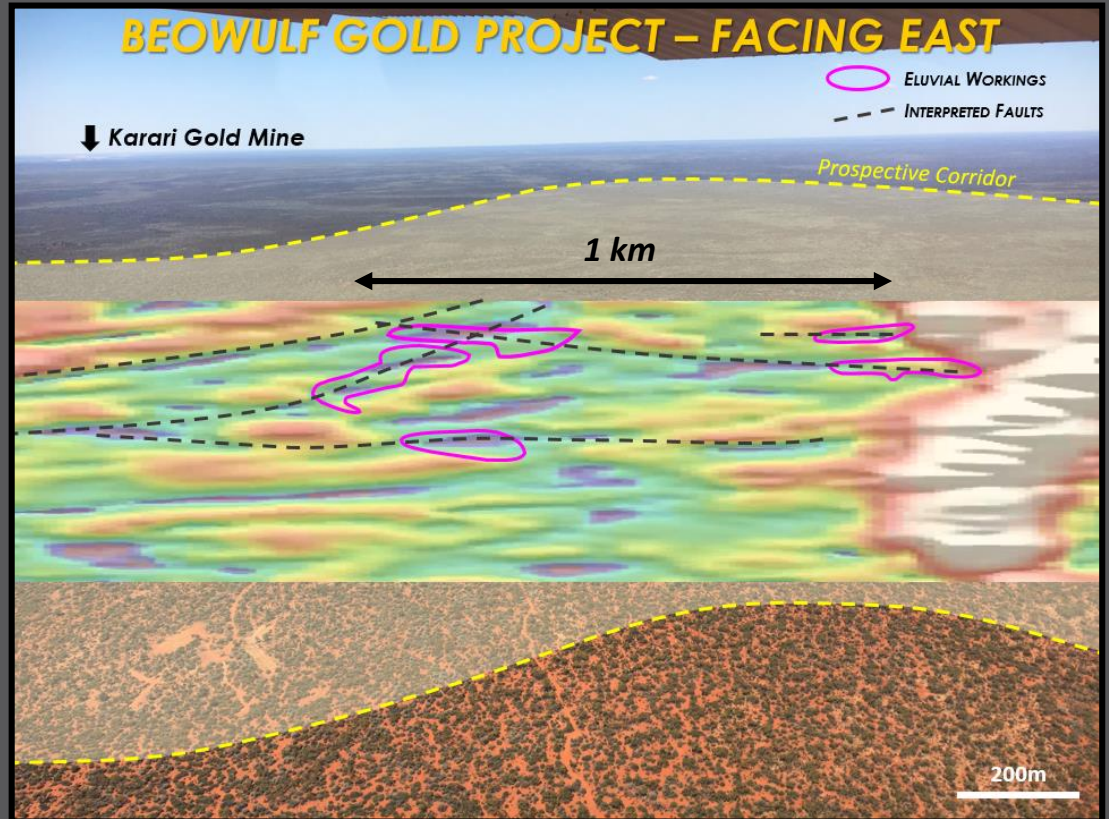 BEOWULF GOLD PROJECT – FACING EAST
ELUVIAL WORKINGS
INTERPRETED FAULTS
Karari Gold Mine
Prospective Corridor
1 km
200m